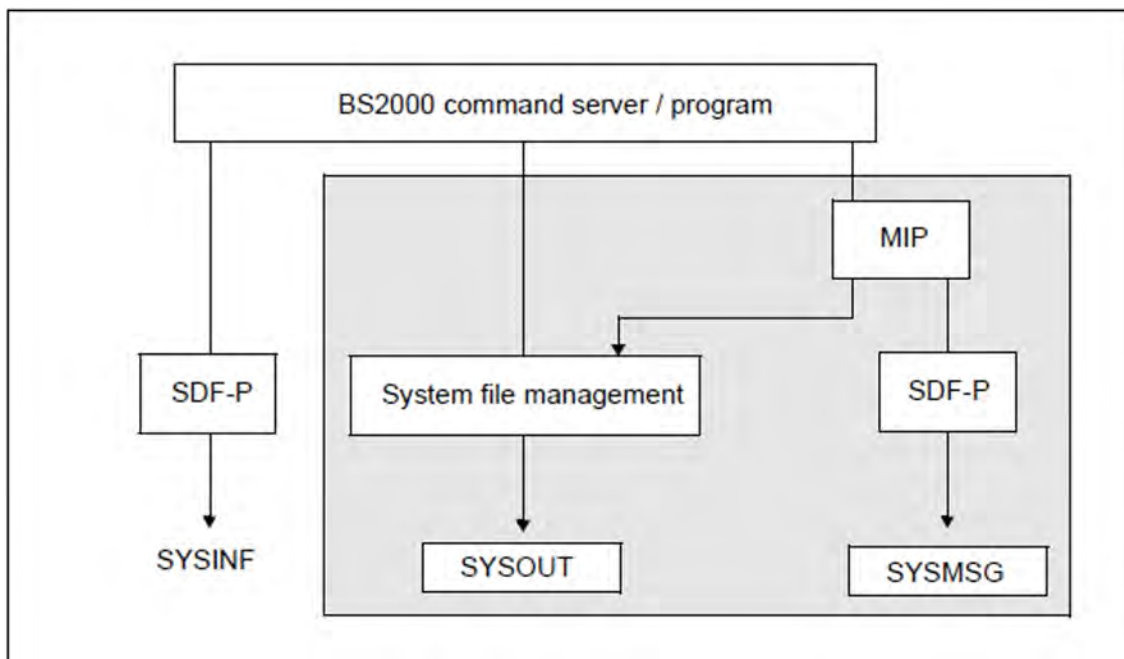 BS2000 command server / program
MIP
SDF-P
System file management
SDF-P
SYSINF
SYSOUT
SYSMSG